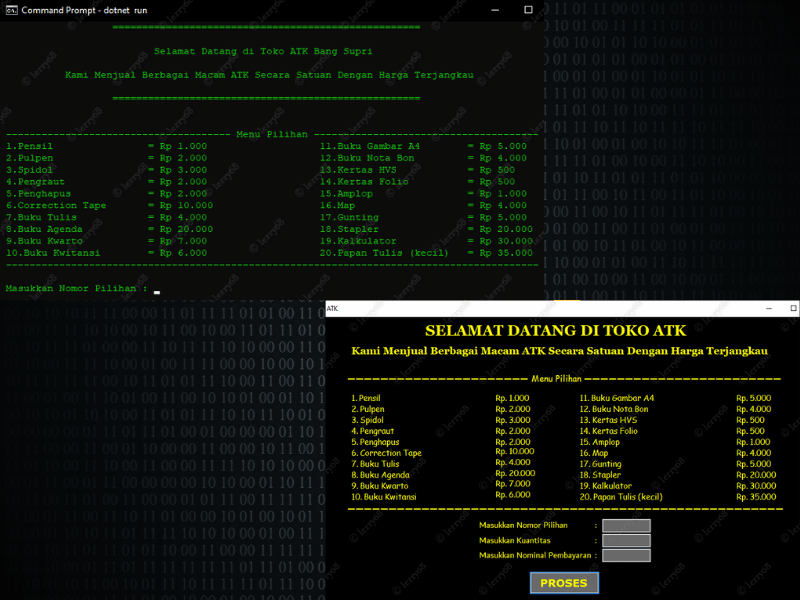 Command Prompt - dotnet run
Selamat Datang di Toko ATK Bang Supri
Kami Menjual Berbagai Macam ATK Secara Satuan Dengan Harga Terjangkau
Menu Pilihan
1.Pensil = Rp 1.000 11.Buku Gambar A4 = Rp 5.000
2.Pulpen = Rp 2.000 12.Buku Nota Bon = Rp 4.000
3.Spidol = Rp 3.000 13.Kertas HVS = Rp 500
4.Pengraut = Rp 2.000 14.Kertas Folio = Rp 500
5.Penghapus = Rp 2.000 15.Amplop = Rp 1.000
6.Correction Tape = Rp 10.000 16.Map = Rp 4.000
7.Buku Tulis = Rp 4.000 17.Gunting = Rp 5.000
8.Buku Agenda = Rp 20.000 18.Stapler = Rp 20.000
9.Buku Kwarto = Rp 7.000 19.Kalkulator = Rp 30.000
10.Buku Kwitansi = Rp 6.000 20.Papan Tulis (kecil) = Rp 35.000
Masukkan Nomor Pilihan :
ATK
SELAMAT DATANG DI TOKO ATK
Kami Menjual Berbagai Macam ATK Secara Satuan Dengan Harga Terjangkau
Menu Pilihan
1. Pensil Rp. 1.000 11. Buku Gambar A4 Rp. 5.000
2. Pulpen Rp. 2.000 12. Buku Nota Bon Rp. 4.000
3. Spidol Rp. 3.000 13. Kertas HVS Rp. 500
4. Pengraut Rp. 2.000 14. Kertas Folio Rp. 500
5. Penghapus Rp. 2.000 15. Amplop Rp. 1.000
6. Correction Tape Rp. 10.000 16. Map Rp. 4.000
7. Buku Tulis Rp. 4.000 17. Gunting Rp. 5.000
8. Buku Agenda Rp. 20.000 18. Stapler Rp. 20.000
9. Buku Kwarto Rp. 7.000 19. Kalkulator Rp. 30.000
10. Buku Kwitansi Rp. 6.000 20. Papan Tulis (kecil) Rp. 35.000
Masukkan Nomor Pilihan :
Masukkan Kuantitas :
Masukkan Nominal Pembayaran :
PROSES
© lerry68